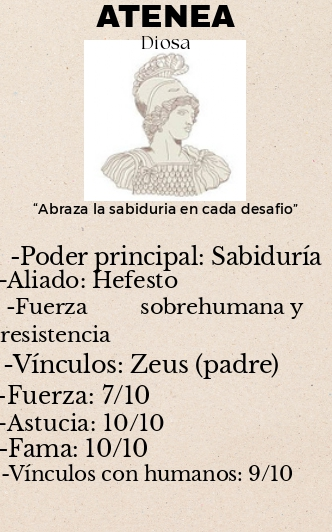 ATENEA
Diosa
“Abraza la sabiduria en cada desafio”
-Poder principal: Sabiduría
-Aliado: Hefesto
-Fuerza sobrehumana y
resistencia
-Vínculos: Zeus (padre)
-Fuerza: 7/10
-Astucia: 10/10
-Fama: 10/10
-Vínculos con humanos: 9/10